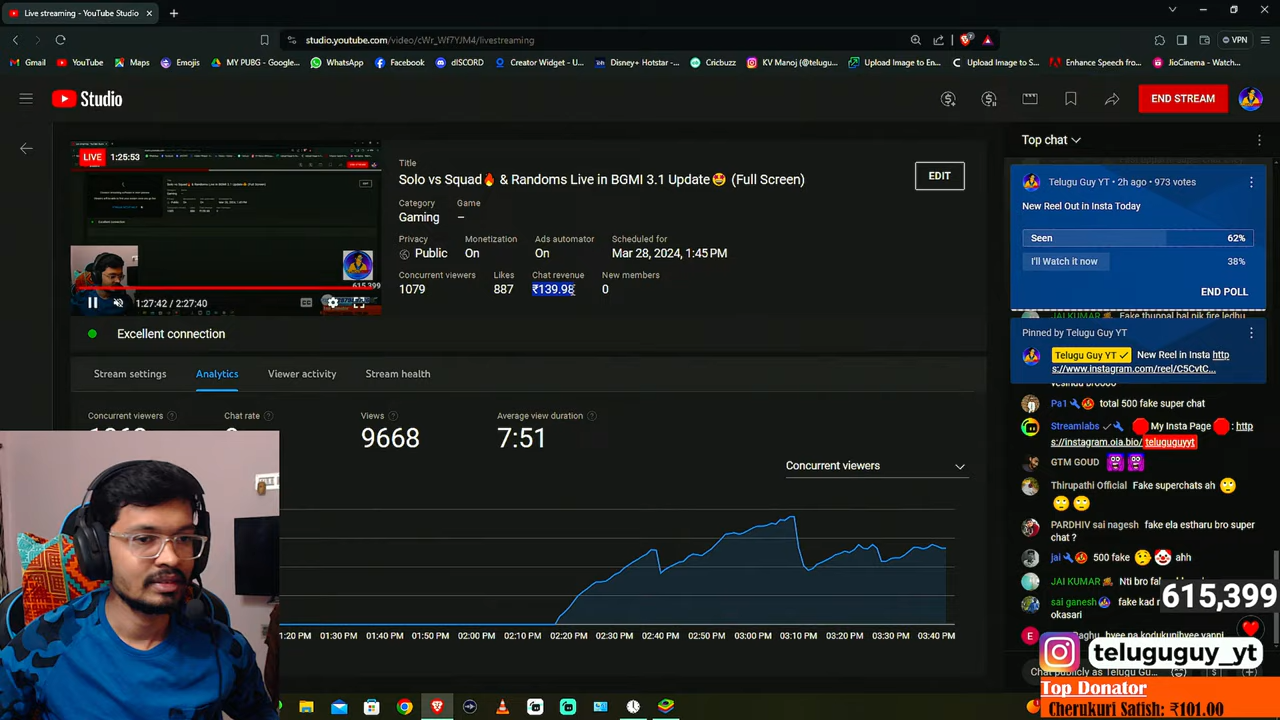 Live streaming - YouTube Studio
studio.youtube.com/video/cWr_Wf7YJM4/livestreaming
VPN
Gmail YouTube Maps Emojis MY PUBG - Google... WhatsApp Facebook dISCORD Creator Widget - U... Disney+ Hotstar -... Cricbuzz KV Manoj (@telugu... Upload Image to En... Upload Image to S... Enhance Speech from... JioCinema - Watch...
Studio
END STREAM
LIVE 1:25:53
1:27:42 / 2:27:40
615,399
Title
Solo vs Squad🔥 & Randoms Live in BGMI 3.1 Update🤩 (Full Screen)
EDIT
Category Game
Gaming –
Privacy Monetization Ads automator Scheduled for
Public On On Mar 28, 2024, 1:45 PM
Concurrent viewers Likes Chat revenue New members
1079 887 ₹139.98 0
Excellent connection
Stream settings Analytics Viewer activity Stream health
Concurrent viewers Chat rate Views Average view duration
9668 7:51
Concurrent viewers
1:20 PM 01:30 PM 01:40 PM 01:50 PM 02:00 PM 02:10 PM 02:20 PM 02:30 PM 02:40 PM 02:50 PM 03:00 PM 03:10 PM 03:20 PM 03:30 PM 03:40 PM
Top chat
Telugu Guy YT • 2h ago • 973 votes
New Reel Out in Insta Today
Seen 62%
I'll Watch it now 38%
END POLL
Pinned by Telugu Guy YT
Telugu Guy YT New Reel in Insta http
s://www.instagram.com/reel/C5CvtC...
Pa1 total 500 fake super chat
Streamlabs 🛑 My Insta Page 🛑 : http
s://instagram.oia.bio/ teluguguyyt
GTM GOUD
Thirupathi Official Fake superchats ah 🙄
🙄 🙄
PARDHIV sai nagesh fake ela estharu bro super
chat ?
jai 500 fake 🤥 🤡 ahh
JAI KUMAR Nti bro
sai ganesh fake kad
okasari
615,399
teluguguy_yt
Chat publicly as Telugu Gu...
Top Donator
Cherukuri Satish: ₹101.00